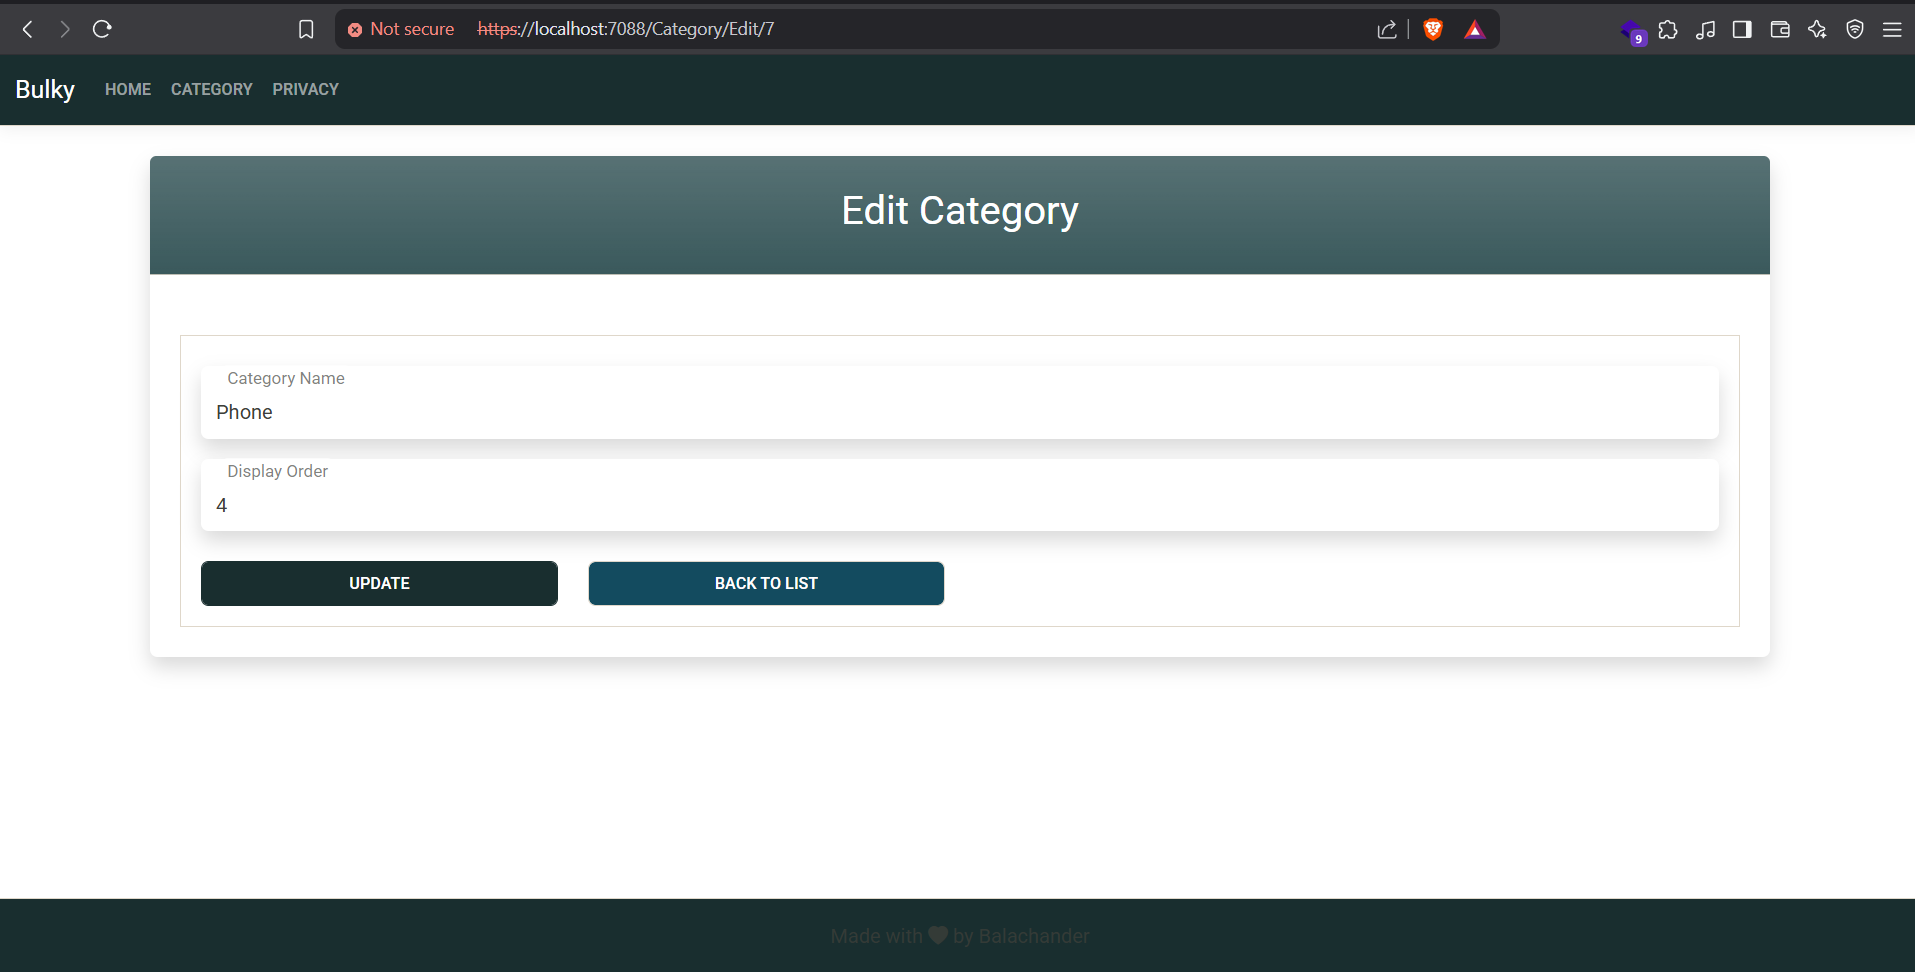 Not secure https://localhost:7088/Category/Edit/7
9
Bulky HOME CATEGORY PRIVACY
Edit Category
Category Name
Phone
Display Order
4
UPDATE BACK TO LIST
Made with by Balachander